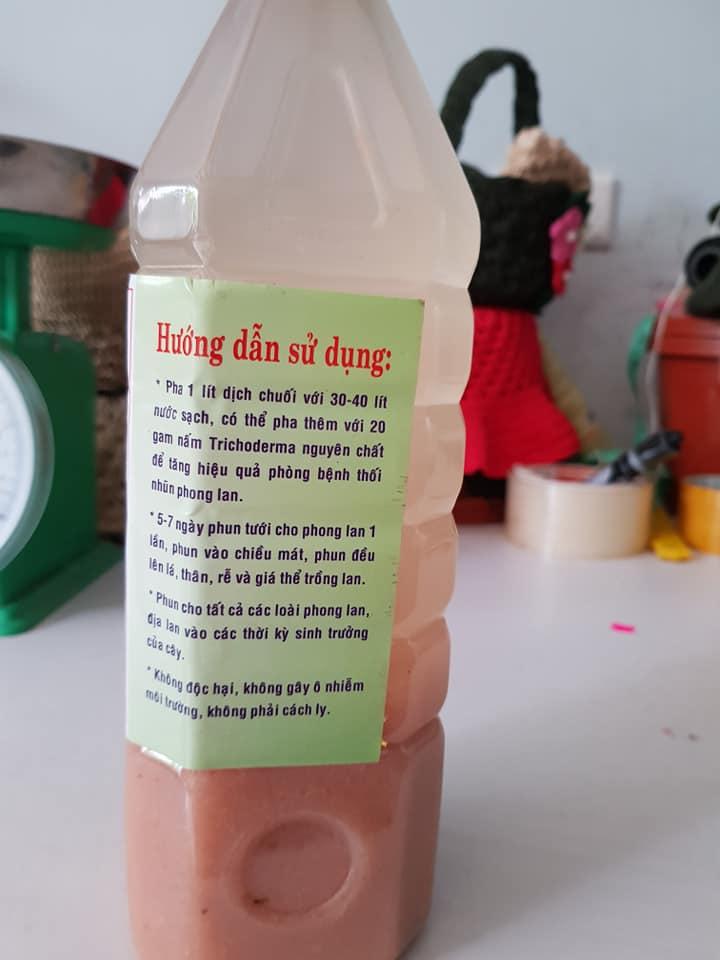 Hướng dẫn sử dụng:
* Pha 1 lít dịch chuối với 30-40 lít
nước sạch, có thể pha thêm với 20
gam nấm Trichoderma nguyên chất
để tăng hiệu quả phòng bệnh thối
nhũn phong lan.
* 5-7 ngày phun tưới cho phong lan 1
lần, phun vào chiều mát, phun đều
lên lá, thân, rễ và giá thể trồng lan.
* Phun cho tất cả các loài phong lan,
địa lan vào các thời kỳ sinh trưởng
của cây.
* Không độc hại, không gây ô nhiễm
môi trường, không phải cách ly.